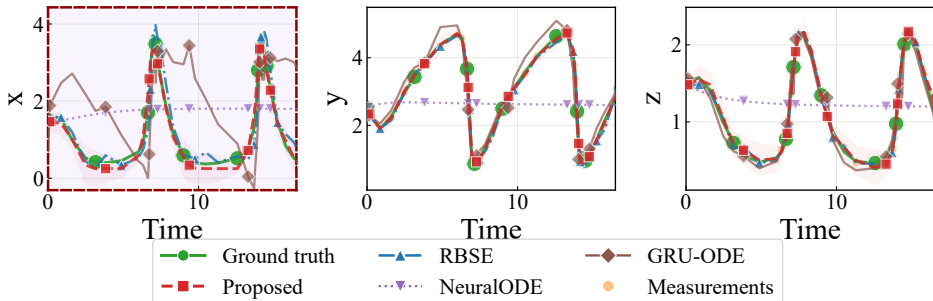 4
2
0
x
0
10
Time
4
2
y
0
10
Time
2
1
z
0
10
Time
Ground truth
RBSE
GRU-ODE
Proposed
NeuralODE
Measurements